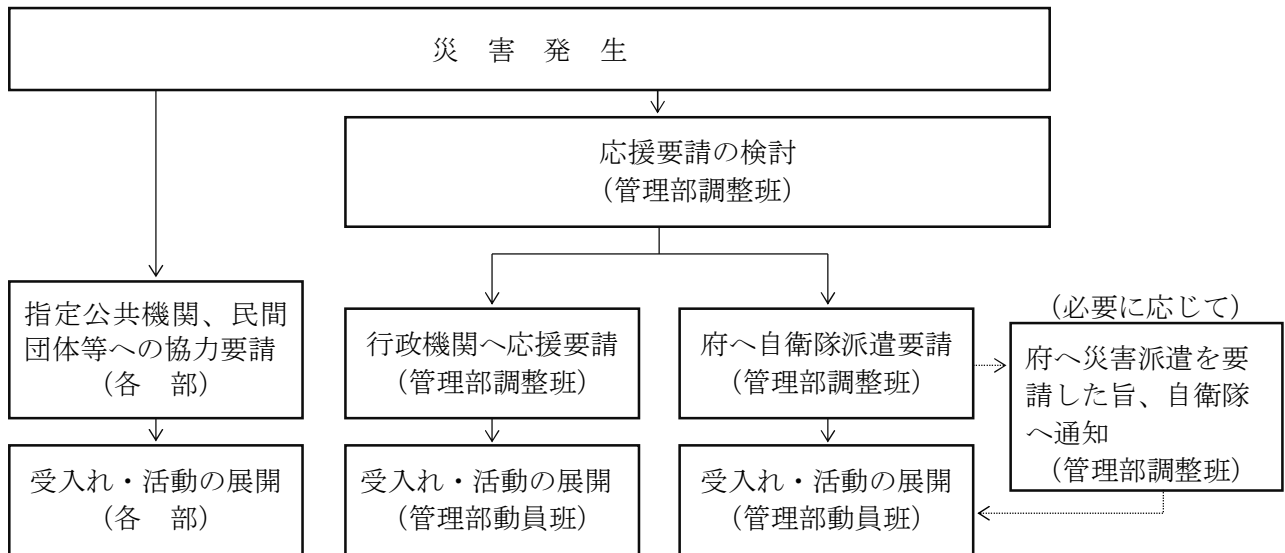 災　害　発　生
応援要請の検討
（管理部調整班）
指定公共機関、民間
団体等への協力要請
（各　部）
行政機関へ応援要請
（管理部調整班）
府へ自衛隊派遣要請
（管理部調整班）
（必要に応じて）
府へ災害派遣を要
請した旨、自衛隊
へ通知
（管理部調整班）
受入れ・活動の展開
（各　部）
受入れ・活動の展開
（管理部動員班）
受入れ・活動の展開
（管理部動員班）